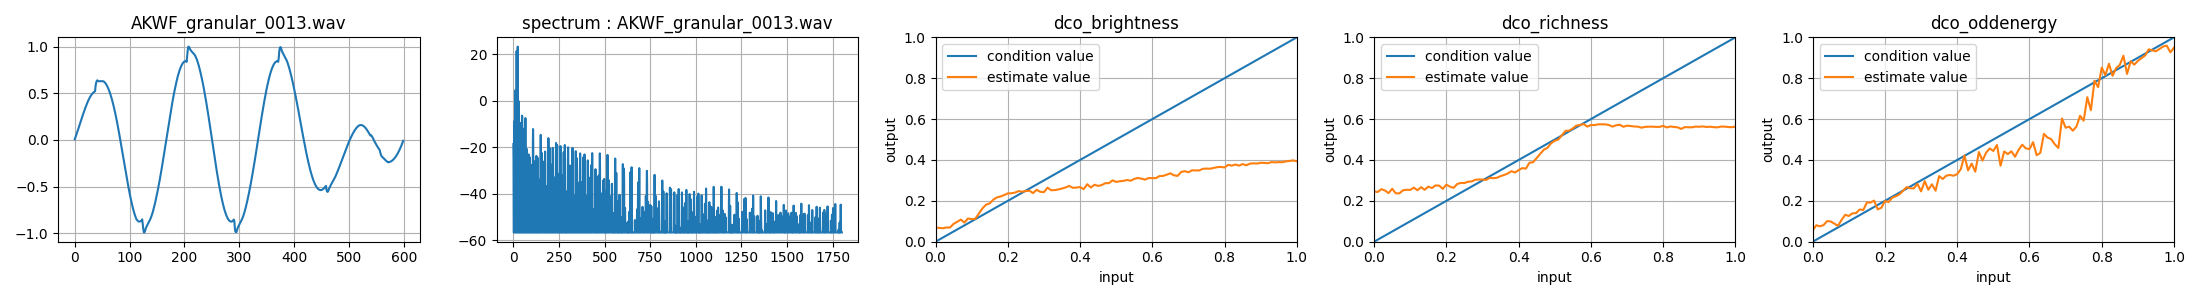 AKWF_granular_0013.wav
1.0
0.5
0.0
−0.5
−1.0
0 100 200 300 400 500 600
spectrum : AKWF_granular_0013.wav
20
0
−20
−40
−60
0 250 500 750 1000 1250 1500 1750
dco_brightness
condition value
estimate value
output
1.0
0.8
0.6
0.4
0.2
0.0
0.0 0.2 0.4 0.6 0.8 1.0
input
dco_richness
condition value
estimate value
output
1.0
0.8
0.6
0.4
0.2
0.0
0.0 0.2 0.4 0.6 0.8 1.0
input
dco_oddenergy
condition value
estimate value
output
1.0
0.8
0.6
0.4
0.2
0.0
0.0 0.2 0.4 0.6 0.8 1.0
input